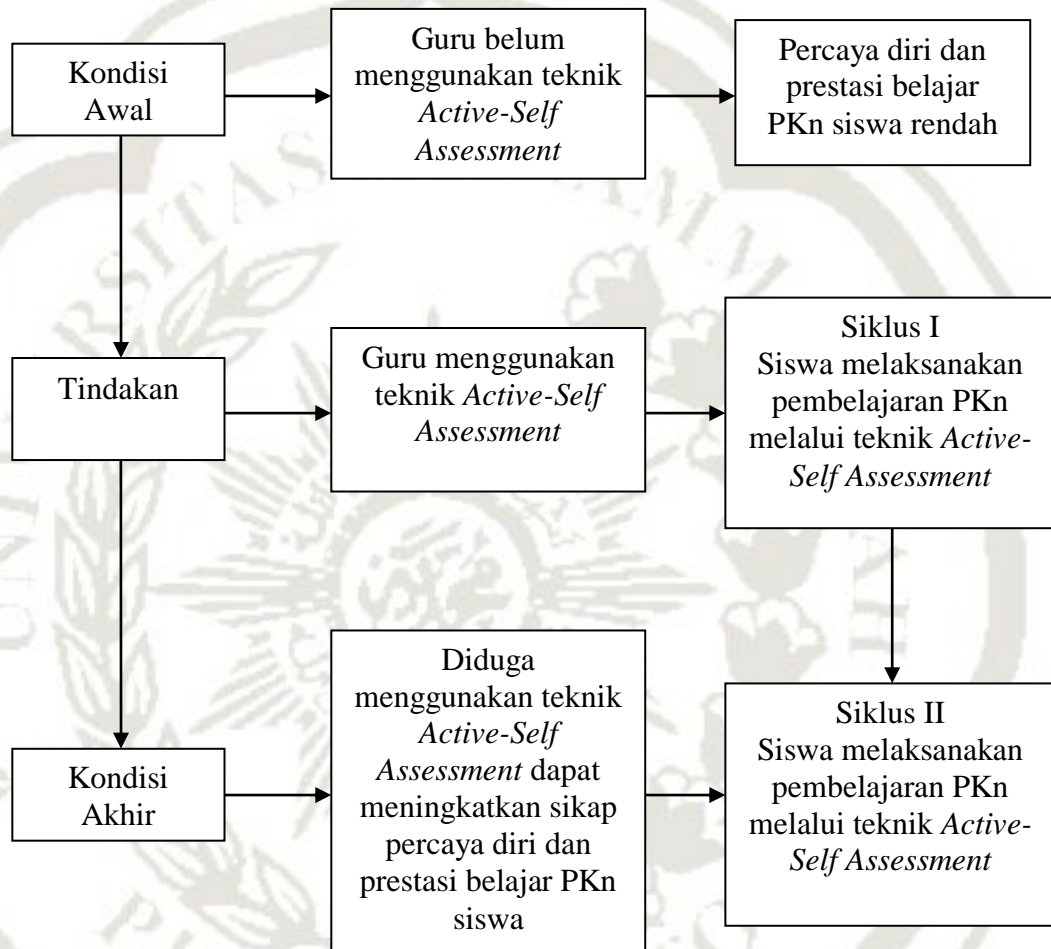 Kondisi
Awal
Guru belum
menggunakan teknik
Active-Self
Assessment
Percaya diri dan
prestasi belajar
PKn siswa rendah
Tindakan
Guru menggunakan
teknik Active-Self
Assessment
Siklus I
Siswa melaksanakan
pembelajaran PKn
melalui teknik Active-
Self Assessment
Kondisi
Akhir
Diduga
menggunakan teknik
Active-Self
Assessment dapat
meningkatkan sikap
percaya diri dan
prestasi belajar PKn
siswa
Siklus II
Siswa melaksanakan
pembelajaran PKn
melalui teknik Active-
Self Assessment